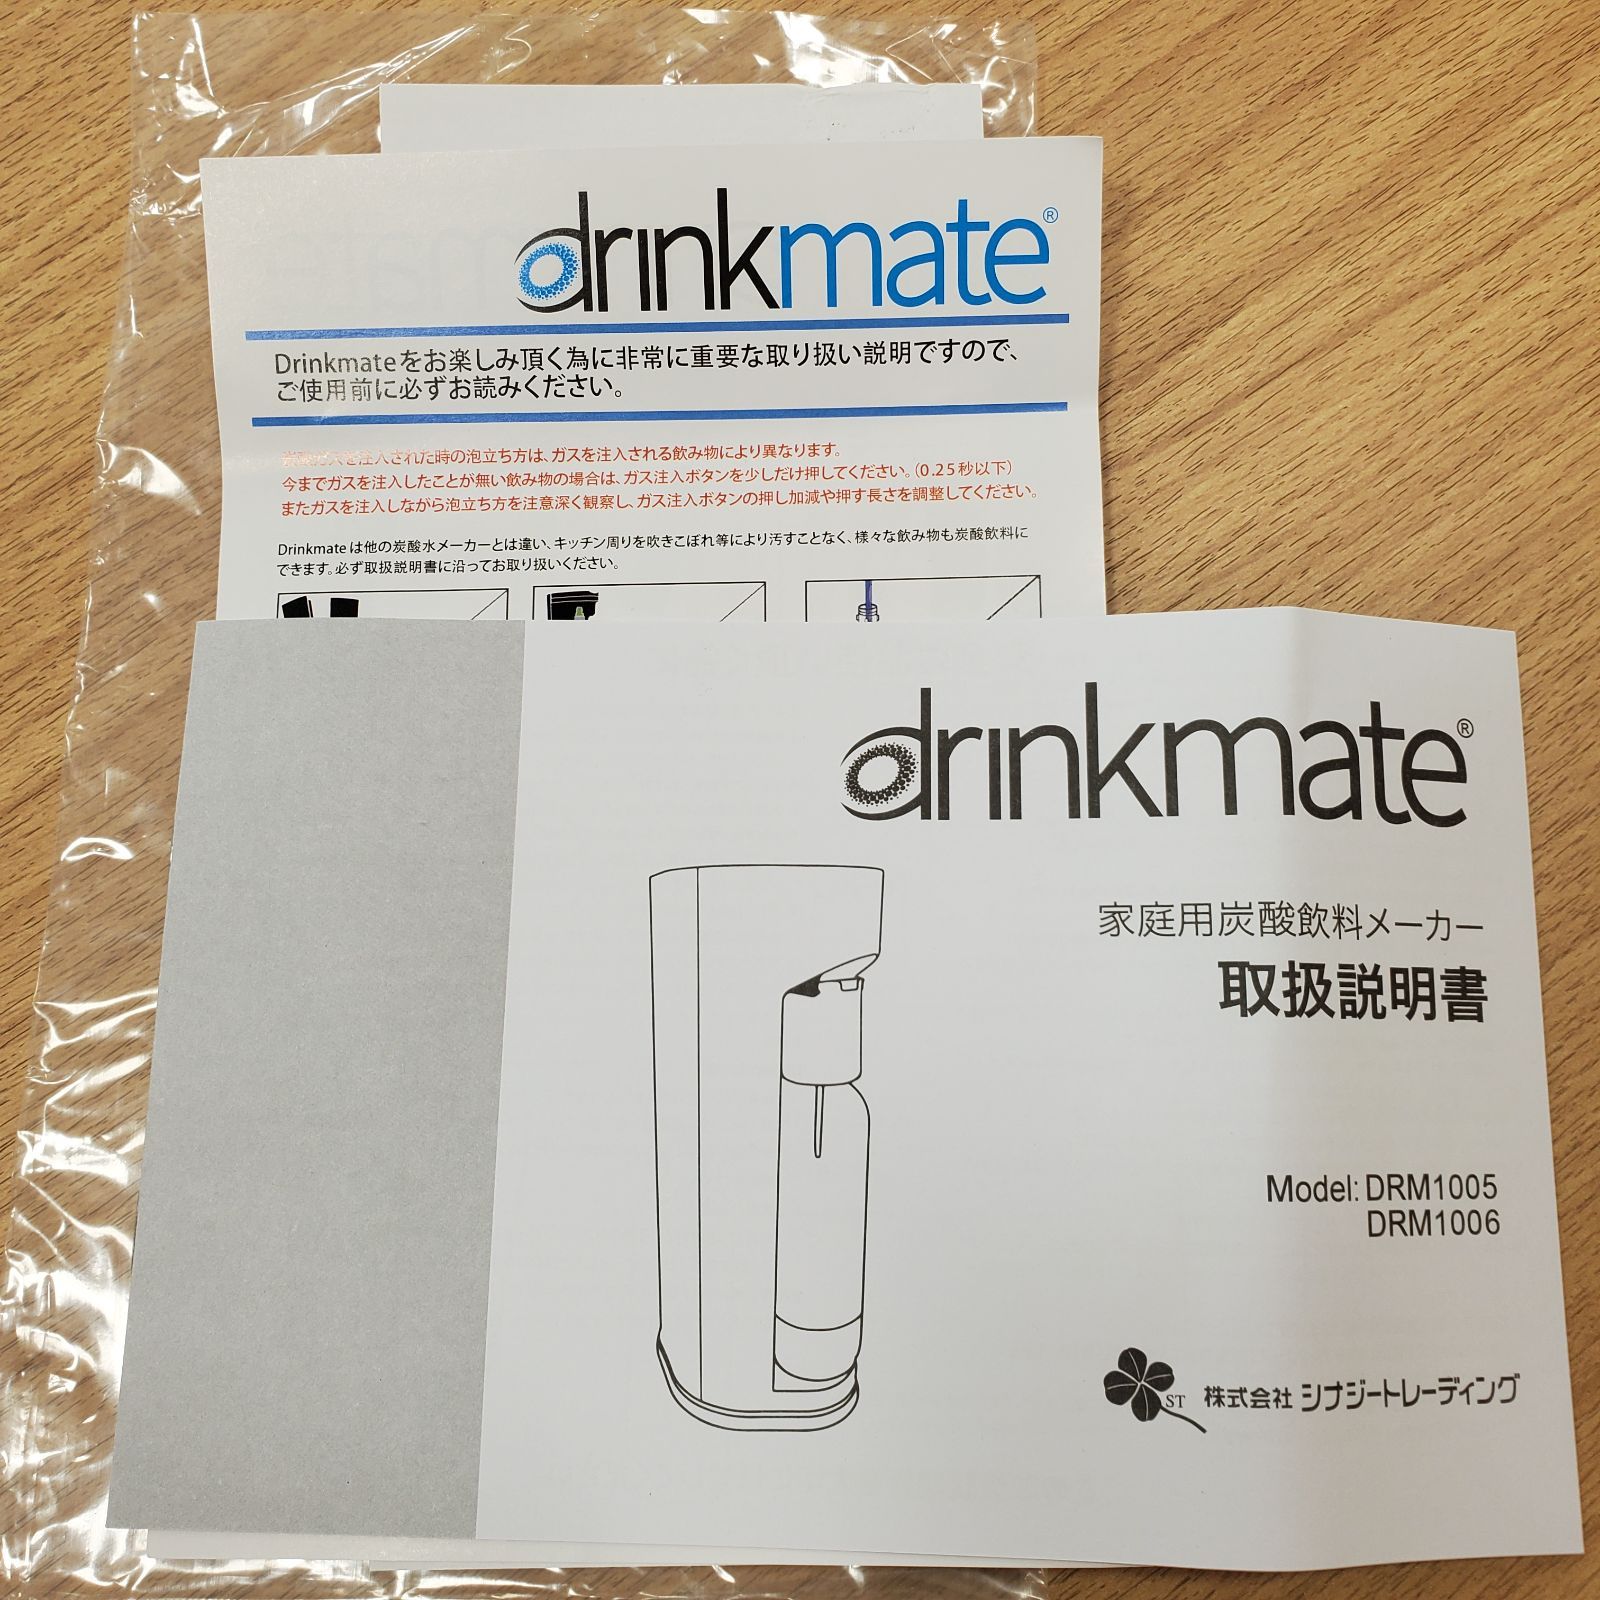 drinkmate®
Drinkmateをお楽しみ頂く為に非常に重要な取り扱い説明ですので、
ご使用前に必ずお読みください。
炭酸ガスを注入された時の泡立ち方は、ガスを注入される飲み物により異なります。
今までガスを注入したことが無い飲み物の場合は、ガス注入ボタンを少しだけ押してください。(0.25秒以下)
またガスを注入しながら泡立ち方を注意深く観察し、ガス注入ボタンの押し加減や押す長さを調整してください。
Drinkmateは他の炭酸水メーカーとは違い、キッチン周りを吹きこぼれ等により汚すことなく、様々な飲み物も炭酸飲料に
できます。必ず取扱説明書に沿ってお取り扱いください。
drinkmate®
家庭用炭酸飲料メーカー
取扱説明書
Model: DRM1005
DRM1006
ST 株式会社 シナジートレーディング